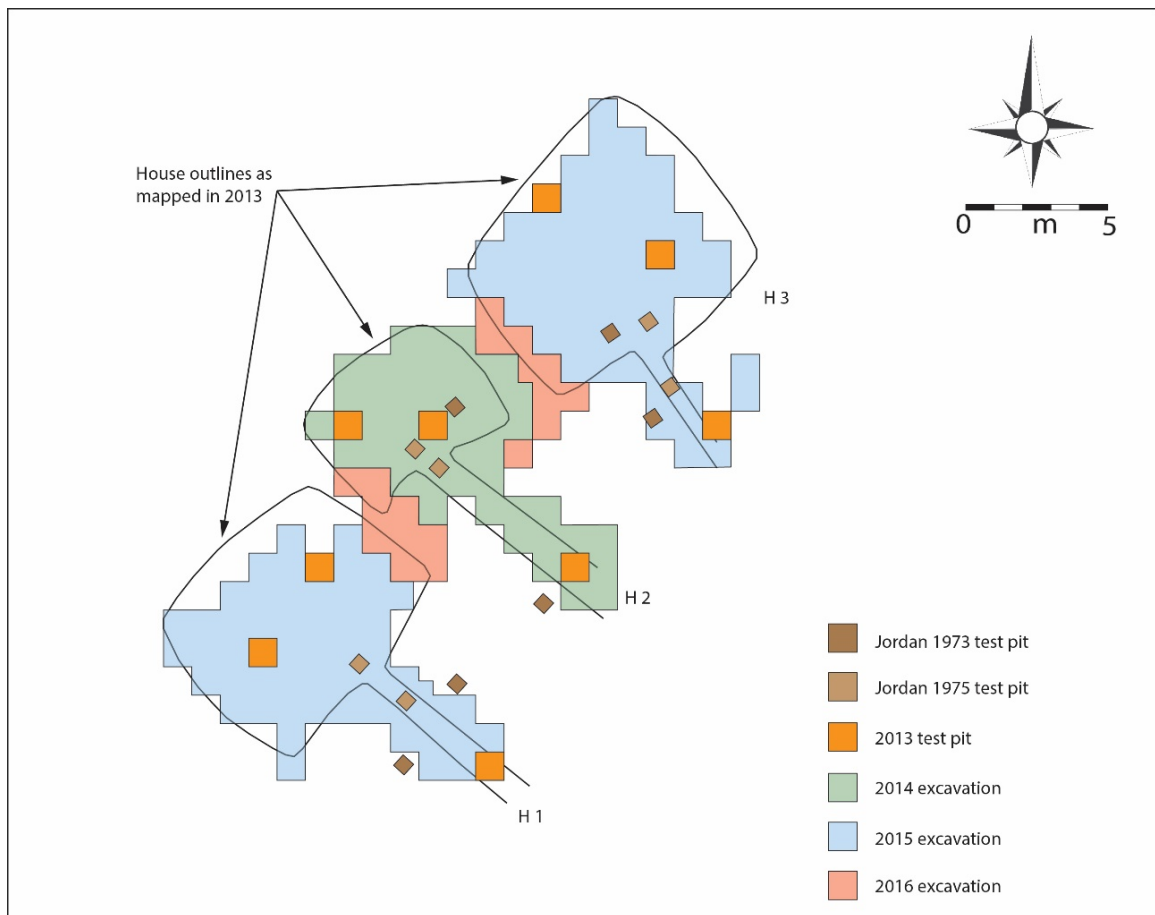 House outlines as
mapped in 2013
0 m 5
H 3
H 2
H 1
Jordan 1973 test pit
Jordan 1975 test pit
2013 test pit
2014 excavation
2015 excavation
2016 excavation